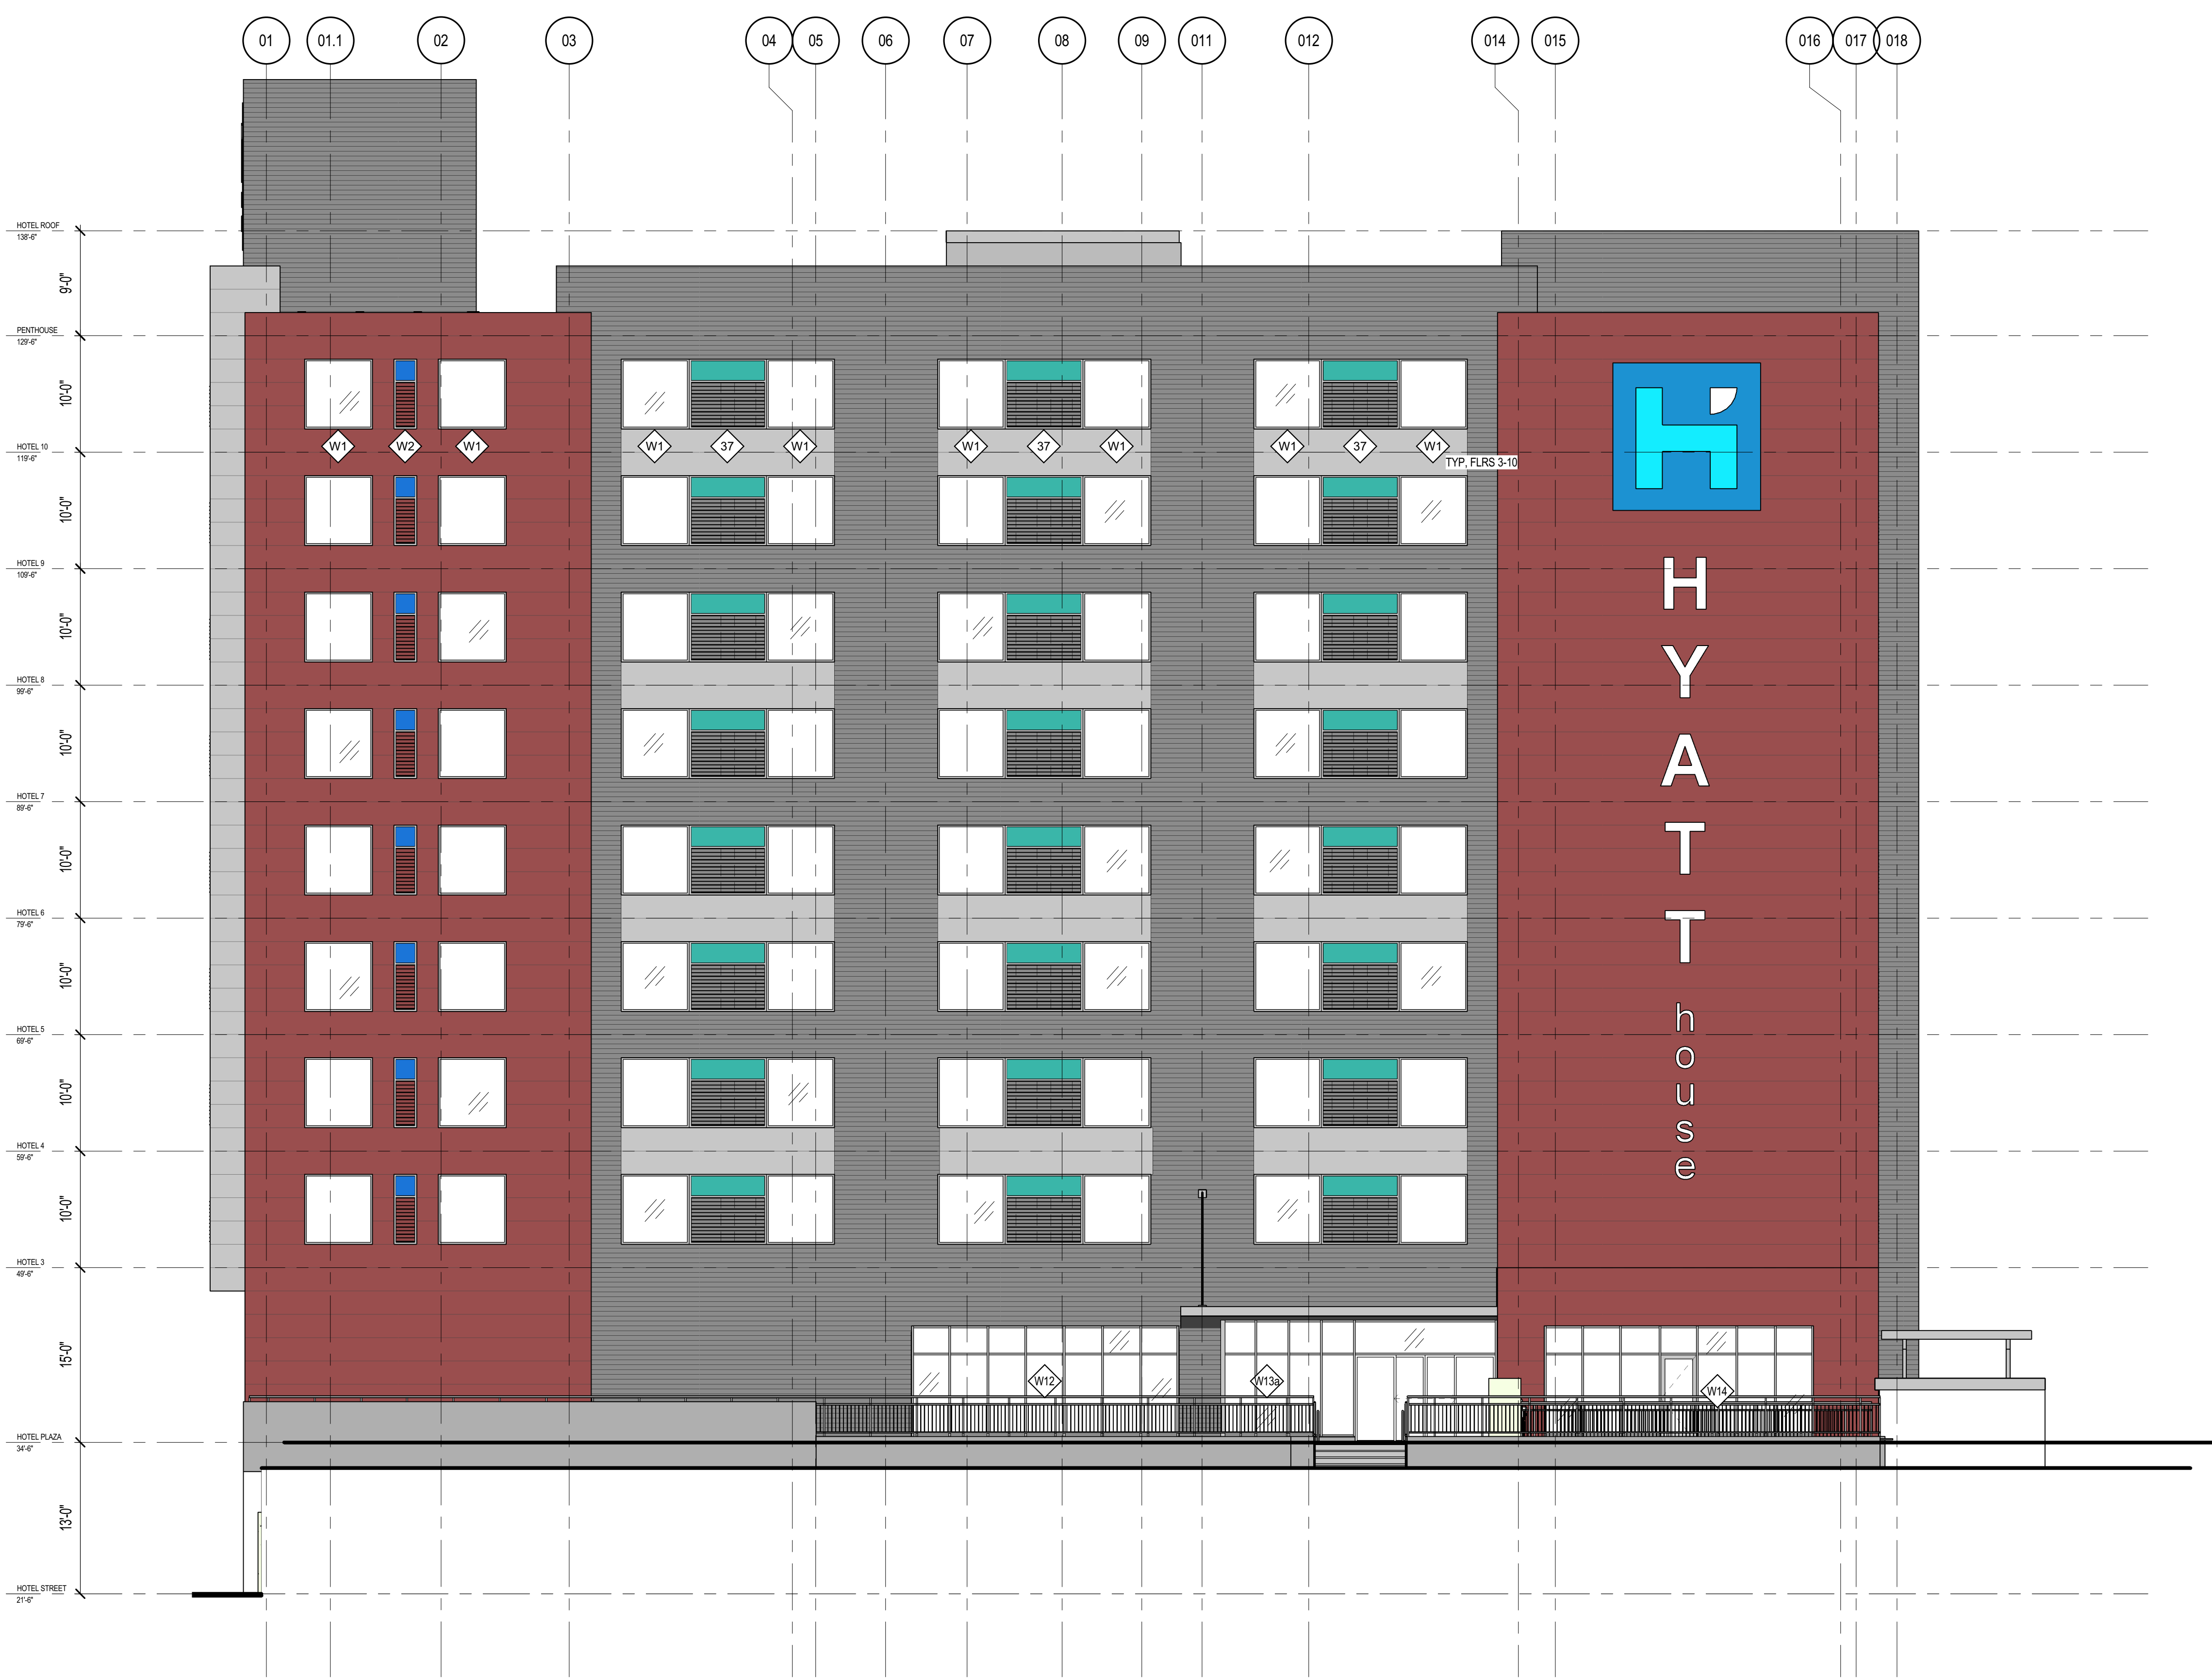 01 01.1 02 03 04 05 06 07 08 09 011 012 014 015 016 017 018
HOTEL ROOF
138'-6"
9'-0"
PENTHOUSE
129'-6"
10'-0"
HOTEL 10
119'-6"
W1 W2 W1 W1 37 W1 W1 37 W1 W1 37 W1
TYP, FLRS 3-10
10'-0"
HOTEL 9
109'-6"
10'-0"
HOTEL 8
99'-6"
10'-0"
HOTEL 7
89'-6"
10'-0"
HOTEL 6
79'-6"
10'-0"
HOTEL 5
69'-6"
10'-0"
HOTEL 4
59'-6"
10'-0"
HOTEL 3
49'-6"
15'-0"
HOTEL PLAZA
34'-6"
13'-0"
HOTEL STREET
21'-6"
H
Y
A
T
T
h
o
u
s
e
W12 W13a W14